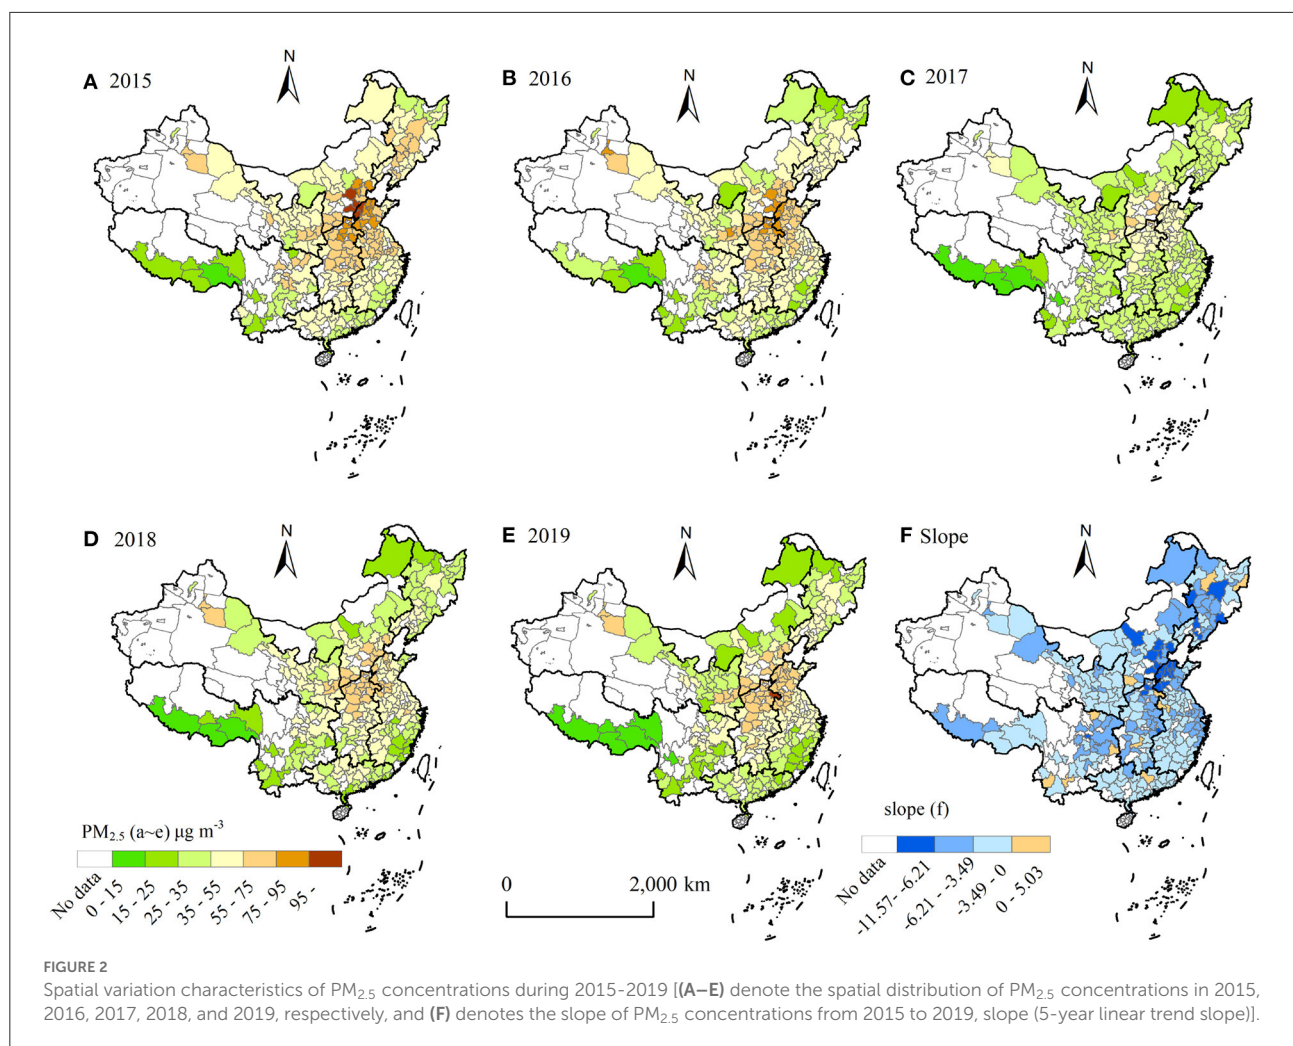 A 2015
N
B 2016
N
C 2017
N
D 2018
N
E 2019
N
F Slope
N
PM2.5 (a~e) μg m-3
No data
0 - 15
15 - 25
25 - 35
35 - 55
55 - 75
75 - 95
95 -
0 2,000 km
slope (f)
No data
-11.57- -6.21
-6.21 - -3.49
-3.49 - 0
0 - 5.03
FIGURE 2
Spatial variation characteristics of PM2.5 concentrations during 2015-2019 [(A–E) denote the spatial distribution of PM2.5 concentrations in 2015,
2016, 2017, 2018, and 2019, respectively, and (F) denotes the slope of PM2.5 concentrations from 2015 to 2019, slope (5-year linear trend slope)].